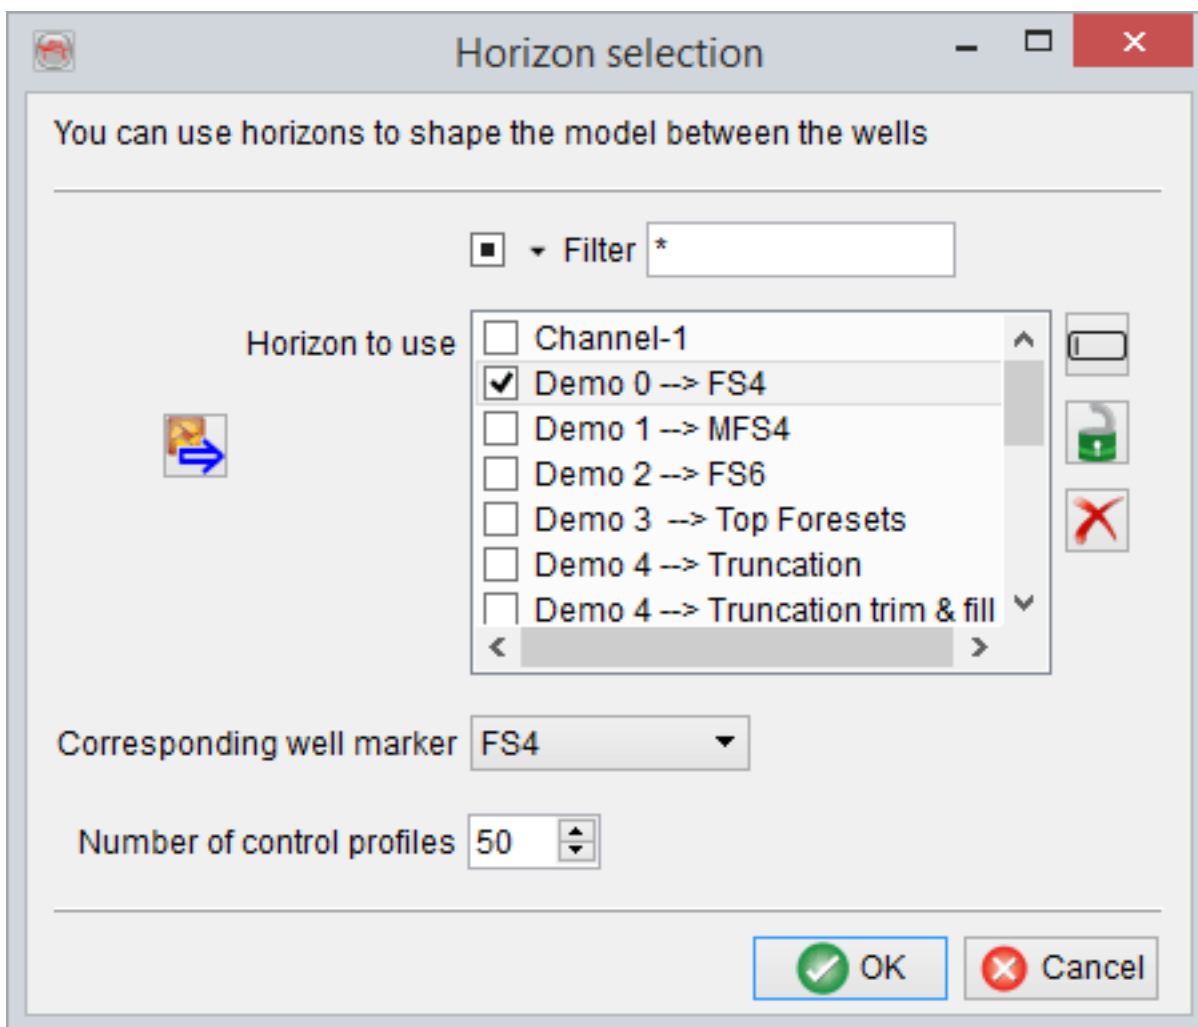 Horizon selection
You can use horizons to shape the model between the wells
Filter *
Horizon to use
Channel-1
Demo 0 --> FS4
Demo 1 --> MFS4
Demo 2 --> FS6
Demo 3 --> Top Foresets
Demo 4 --> Truncation
Demo 4 --> Truncation trim & fill
Corresponding well marker FS4
Number of control profiles 50
OK Cancel